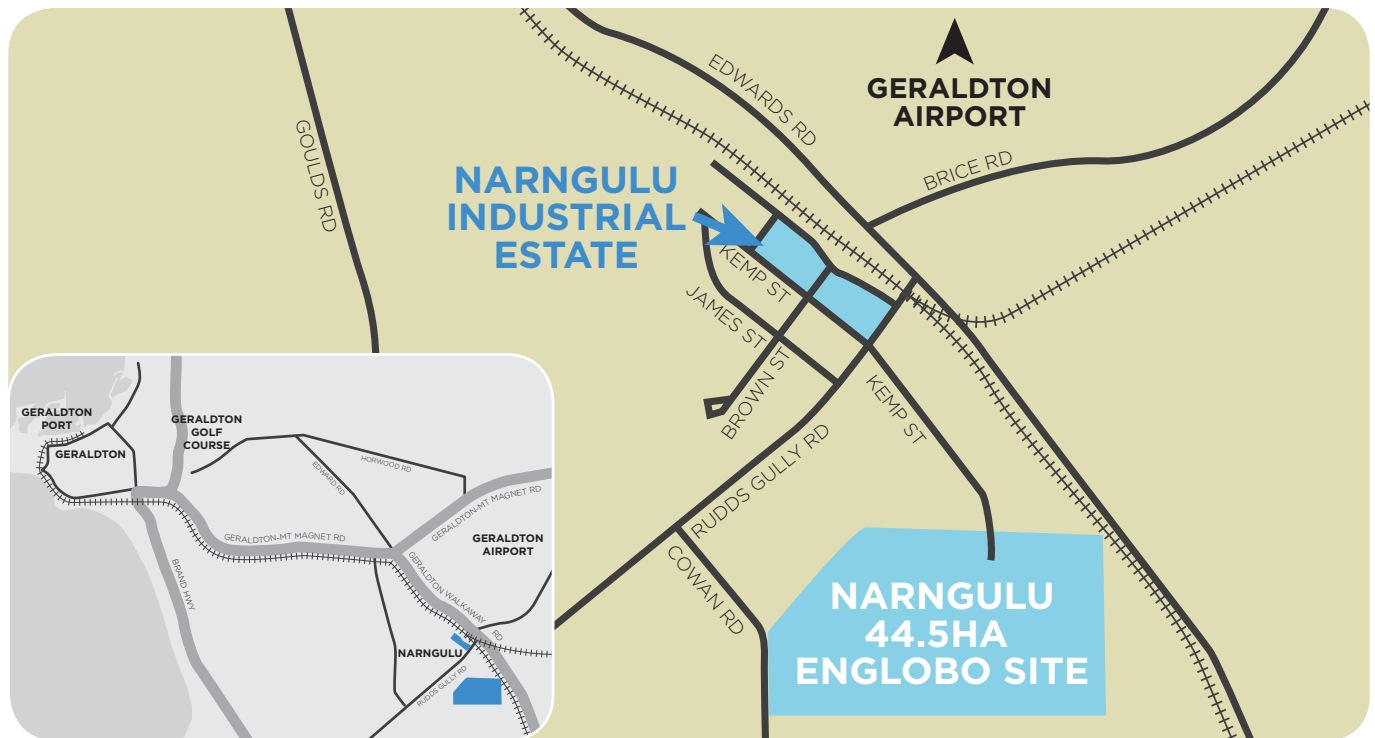 EDWARDS RD
GERALDTON
AIRPORT
GOULDS RD
BRICE RD
NARNGULU
INDUSTRIAL
ESTATE
KEMP ST
JAMES ST
BROWN ST
KEMP ST
RUDDS GULLY RD
COWAN RD
NARNGULU
44.5HA
ENGLOBO SITE
GERALDTON
PORT
GERALDTON
GOLF
COURSE
GERALDTON
HORWOOD RD
EDWARD RD
GERALDTON-MT MAGNET RD
GERALDTON-MT MAGNET RD
GERALDTON
AIRPORT
BRAND HWY
GERALDTON WALKAWAY RD
NARNGULU
RUDDS GULLY RD